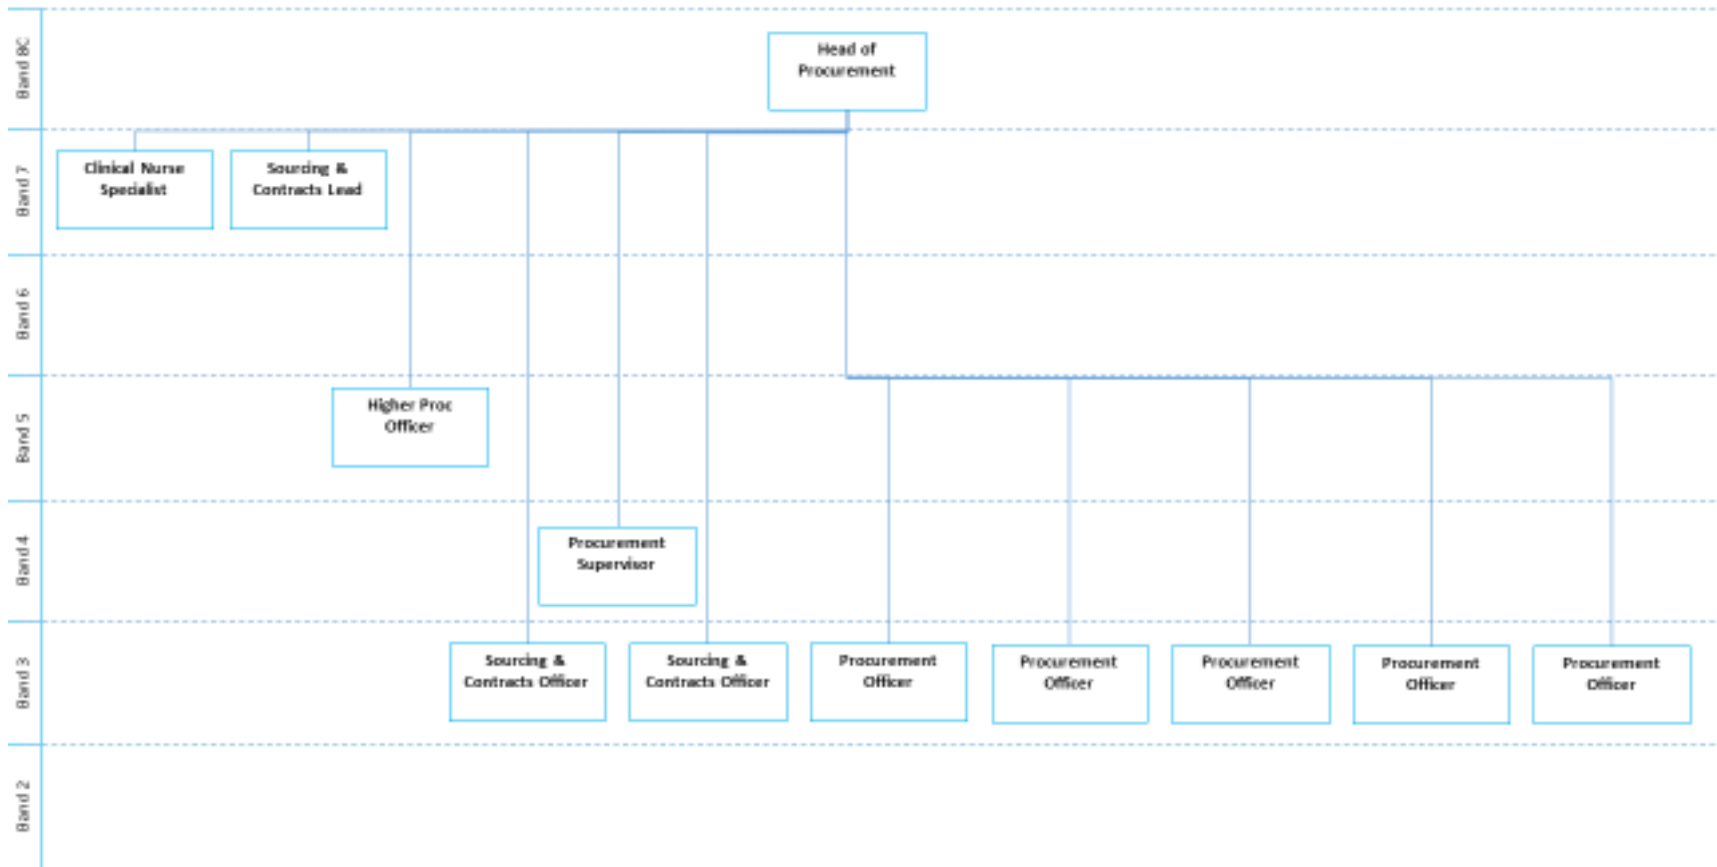 Band 8C
Head of
Procurement
Band 7
Clinical Nurse
Specialist
Sourcing &
Contracts Lead
Band 6
Band 5
Higher Proc
Officer
Band 4
Procurement
Supervisor
Band 3
Sourcing &
Contracts Officer
Sourcing &
Contracts Officer
Procurement
Officer
Procurement
Officer
Procurement
Officer
Procurement
Officer
Procurement
Officer
Band 2